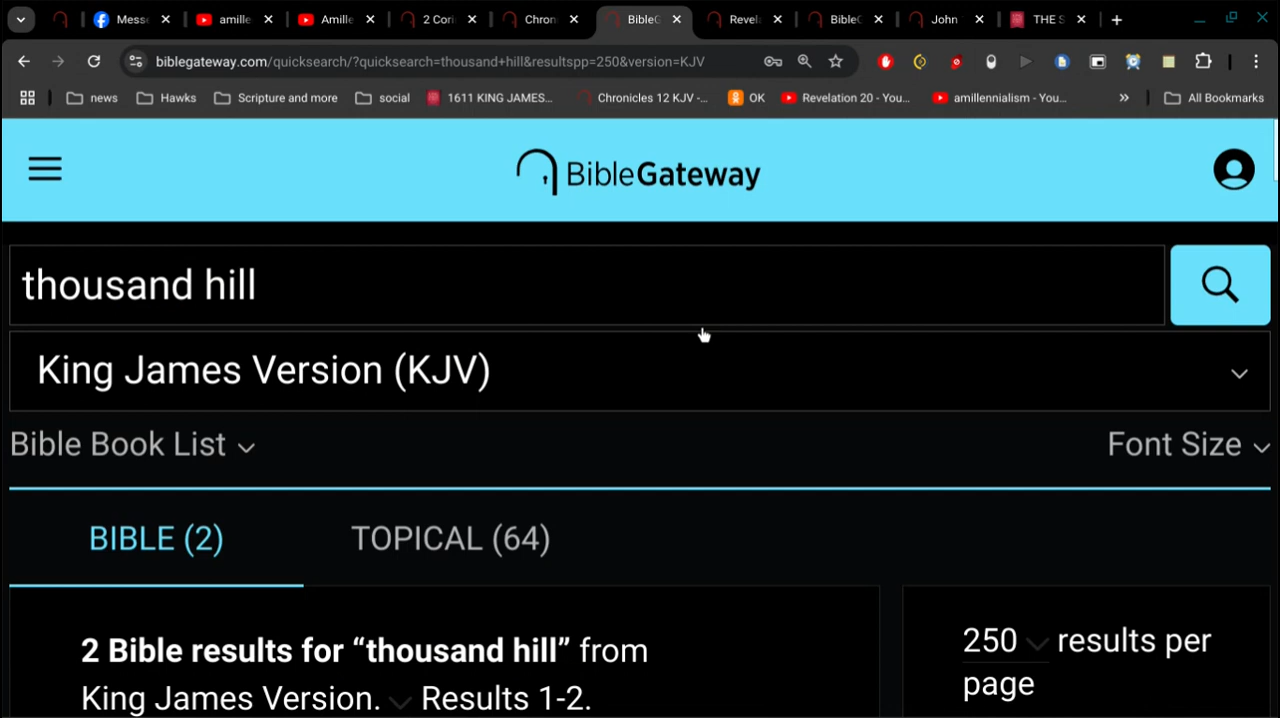 Messe
amille
Amille
2 Cori
Chron
BibleG
Revela
BibleG
John
THE S
biblegateway.com/quicksearch/?quicksearch=thousand+hill&resultspp=250&version=KJV
news
Hawks
Scripture and more
social
1611 KING JAMES...
Chronicles 12 KJV -...
OK
Revelation 20 - You...
amillennialism - You...
»
All Bookmarks
BibleGateway
thousand hill
King James Version (KJV)
Bible Book List
Font Size
BIBLE (2)
TOPICAL (64)
2 Bible results for “thousand hill” from
King James Version. Results 1-2.
250 results per
page